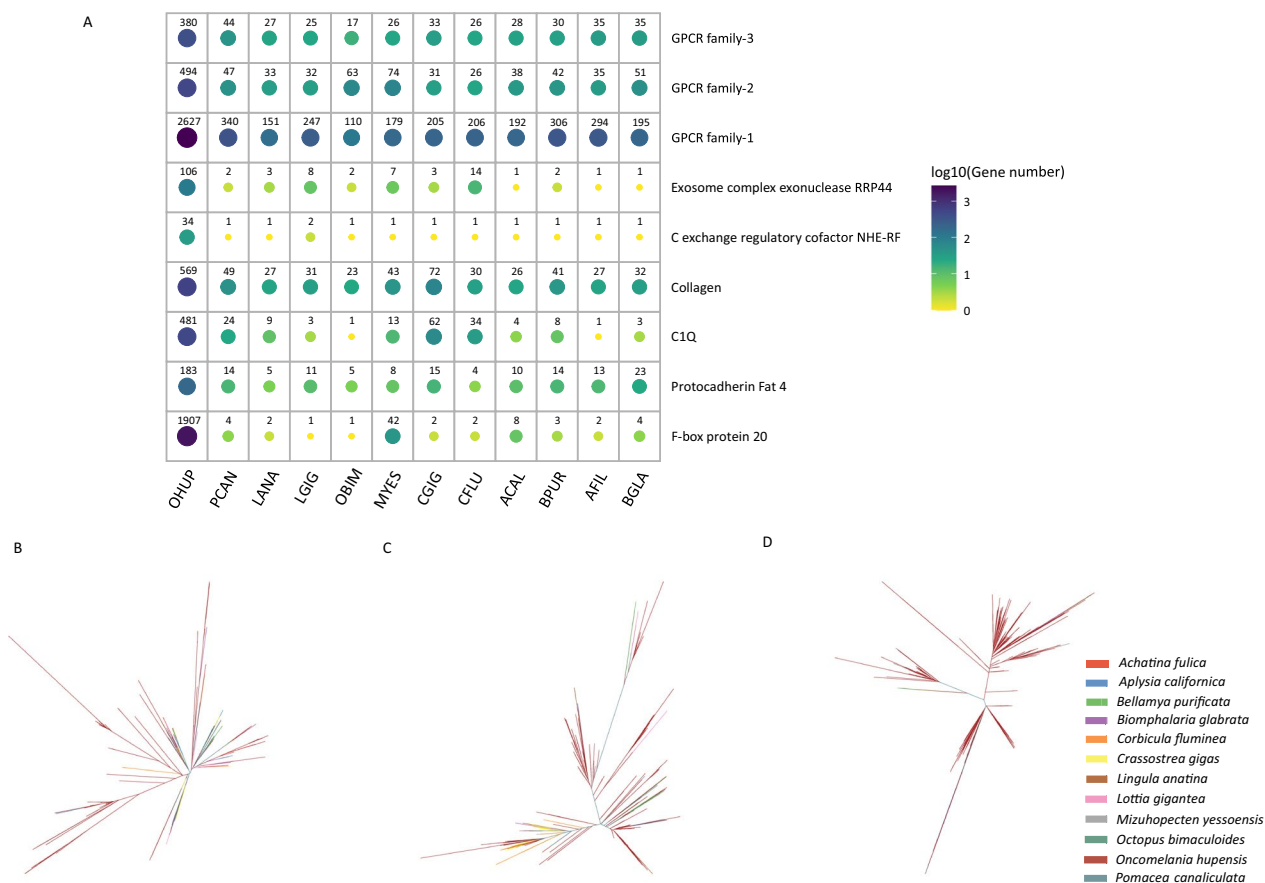 A
380 44 27 25 17 26 33 26 28 30 35 35 GPCR family-3
494 47 33 32 63 74 31 26 38 42 35 51 GPCR family-2
2627 340 151 247 110 179 205 206 192 306 294 195 GPCR family-1
106 2 3 8 2 7 3 14 1 2 1 1 Exosome complex exonuclease RRP44
34 1 1 2 1 1 1 1 1 1 1 1 C exchange regulatory cofactor NHE-RF
569 49 27 31 23 43 72 30 26 41 27 32 Collagen
481 24 9 3 1 13 62 34 4 8 1 3 C1Q
183 14 5 11 5 8 15 4 10 14 13 23 Protocadherin Fat 4
1907 4 2 1 1 42 2 2 8 3 2 4 F-box protein 20
OHUP PCAN LANA LGIG OBIM MYES CGIG CFLU ACAL BPUR AFIL BGLA
log10(Gene number)
3
2
1
0
B
C
D
Achatina fulica
Aplysia californica
Bellamya purificata
Biomphalaria glabrata
Corbicula fluminea
Crassostrea gigas
Lingula anatina
Lottia gigantea
Mizuhopecten yessoensis
Octopus bimaculoides
Oncomelania hupensis
Pomacea canaliculata